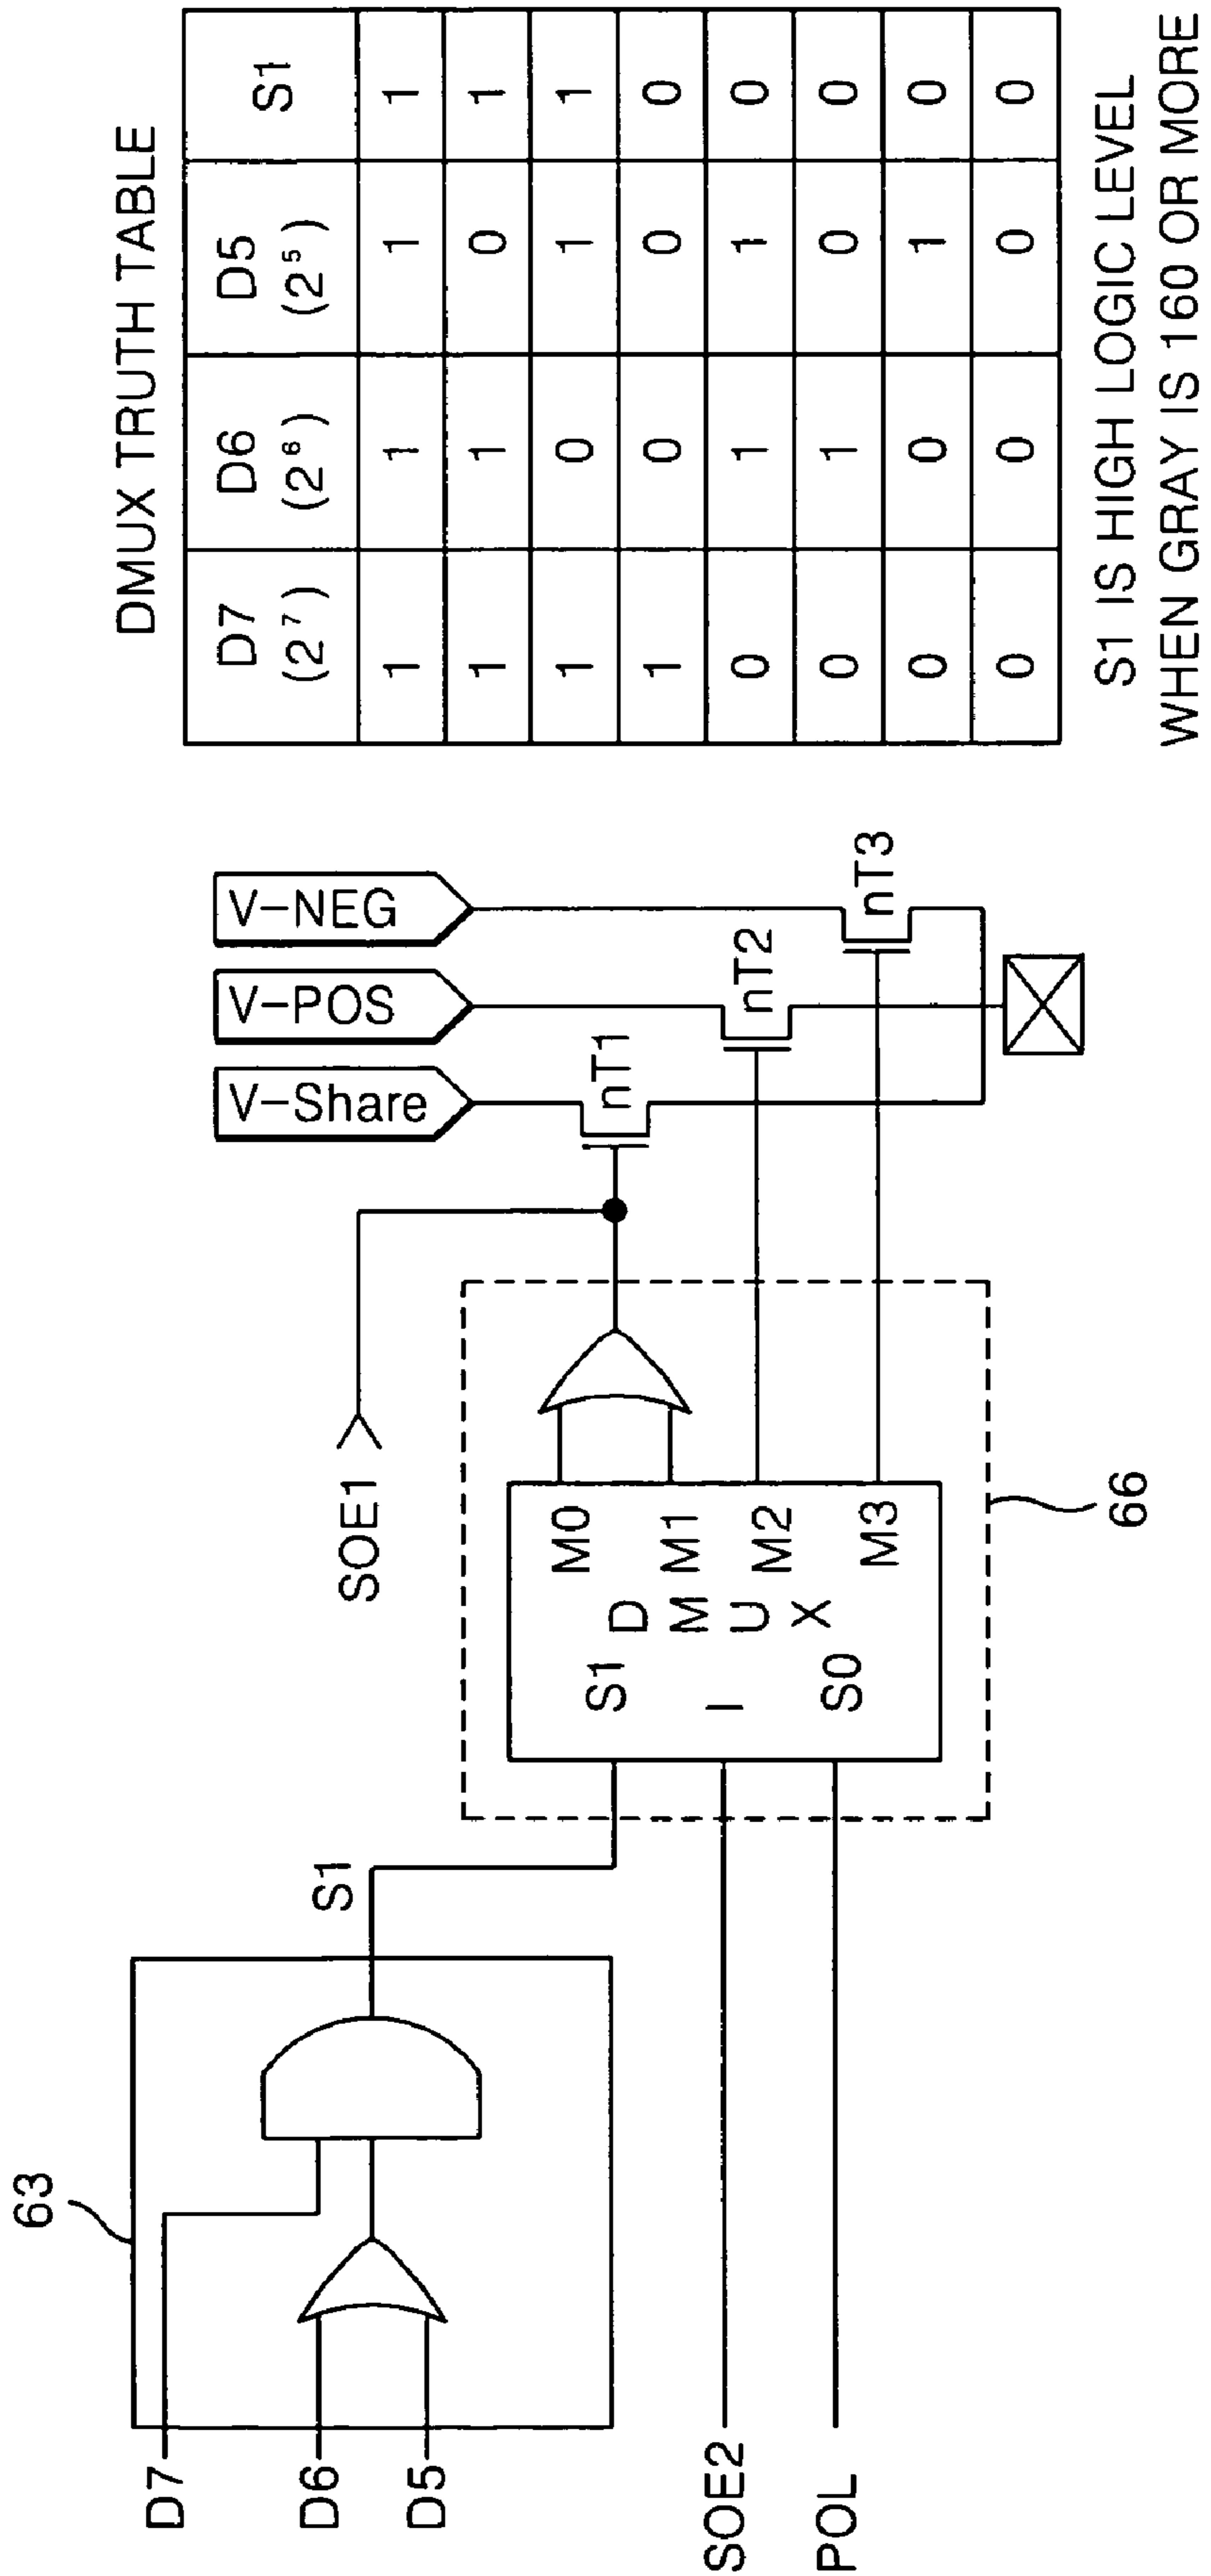 63
D7
D6
D5
S1
SOE2
POL
S1
I
S0
D
M
U
X
M0
M1
M2
M3
66
SOE1
V-Share
V-POS
V-NEG
nT1
nT2
nT3
DMUX TRUTH TABLE
D7 D6 D5 S1
(2⁷) (2⁶) (2⁵)
1 1 1 1
1 1 0 1
1 0 1 1
1 0 0 0
0 1 1 0
0 1 0 0
0 0 1 0
0 0 0 0
S1 IS HIGH LOGIC LEVEL
WHEN GRAY IS 160 OR MORE